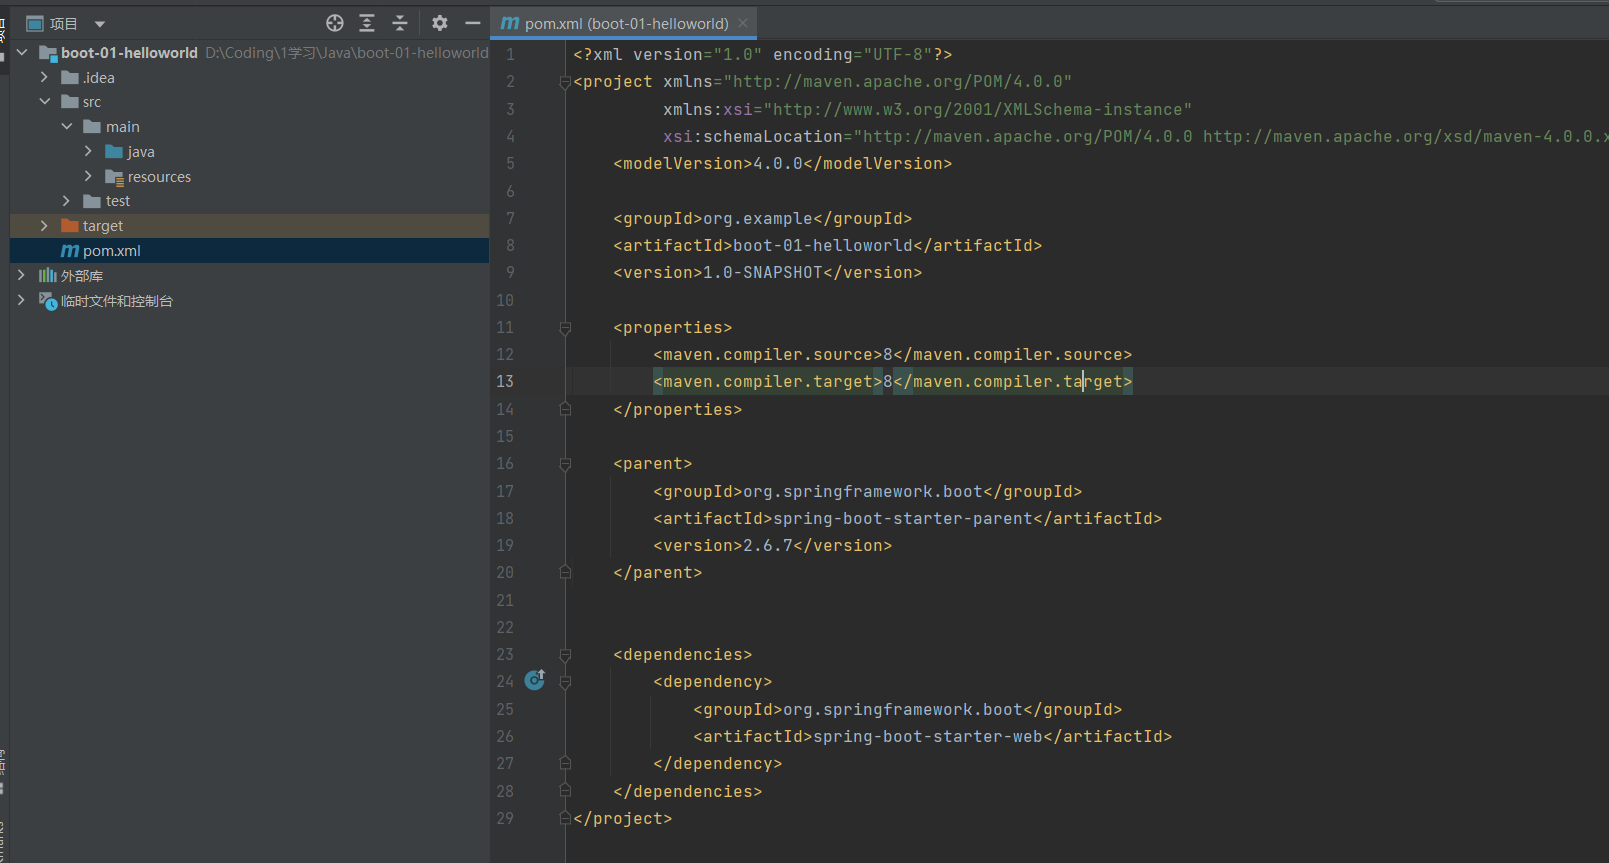 项目
boot-01-helloworld D:\Coding\1学习\Java\boot-01-helloworld
.idea
src
main
java
resources
test
target
pom.xml
外部库
临时文件和控制台
pom.xml (boot-01-helloworld)
1 <?xml version="1.0" encoding="UTF-8"?>
2 <project xmlns="http://maven.apache.org/POM/4.0.0"
3 xmlns:xsi="http://www.w3.org/2001/XMLSchema-instance"
4 xsi:schemaLocation="http://maven.apache.org/POM/4.0.0 http://maven.apache.org/xsd/maven-4.0.0.x
5 <modelVersion>4.0.0</modelVersion>
6
7 <groupId>org.example</groupId>
8 <artifactId>boot-01-helloworld</artifactId>
9 <version>1.0-SNAPSHOT</version>
10
11 <properties>
12 <maven.compiler.source>8</maven.compiler.source>
13 <maven.compiler.target>8</maven.compiler.target>
14 </properties>
15
16 <parent>
17 <groupId>org.springframework.boot</groupId>
18 <artifactId>spring-boot-starter-parent</artifactId>
19 <version>2.6.7</version>
20 </parent>
21
22
23 <dependencies>
24 <dependency>
25 <groupId>org.springframework.boot</groupId>
26 <artifactId>spring-boot-starter-web</artifactId>
27 </dependency>
28 </dependencies>
29 </project>